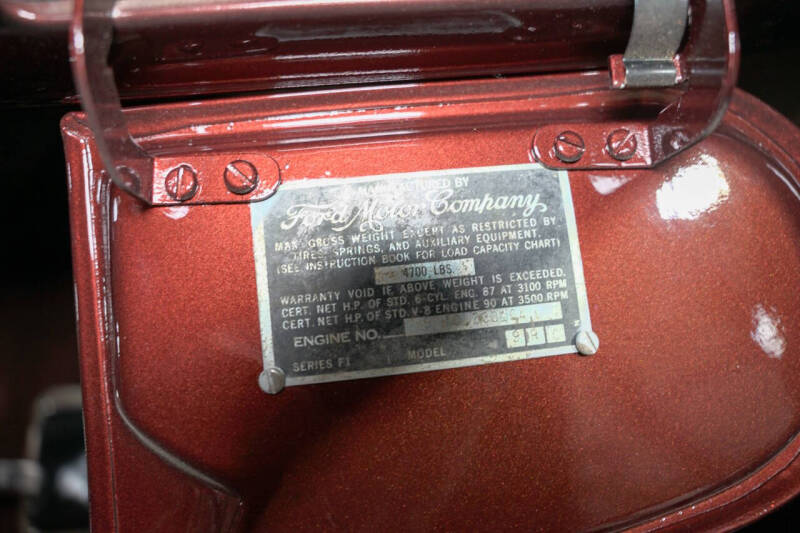 MANUFACTURED BY
Ford Motor Company
MAX. GROSS WEIGHT EXCEPT AS RESTRICTED BY
TIRES, SPRINGS, AND AUXILIARY EQUIPMENT.
(SEE INSTRUCTION BOOK FOR LOAD CAPACITY CHART)
4700 LBS.
WARRANTY VOID IF ABOVE WEIGHT IS EXCEEDED.
CERT. NET H.P. OF STD. 6-CYL. ENG. 87 AT 3100 RPM
CERT. NET H.P. OF STD. V-8 ENGINE 90 AT 3500 RPM
ENGINE NO.
SERIES F1 MODEL